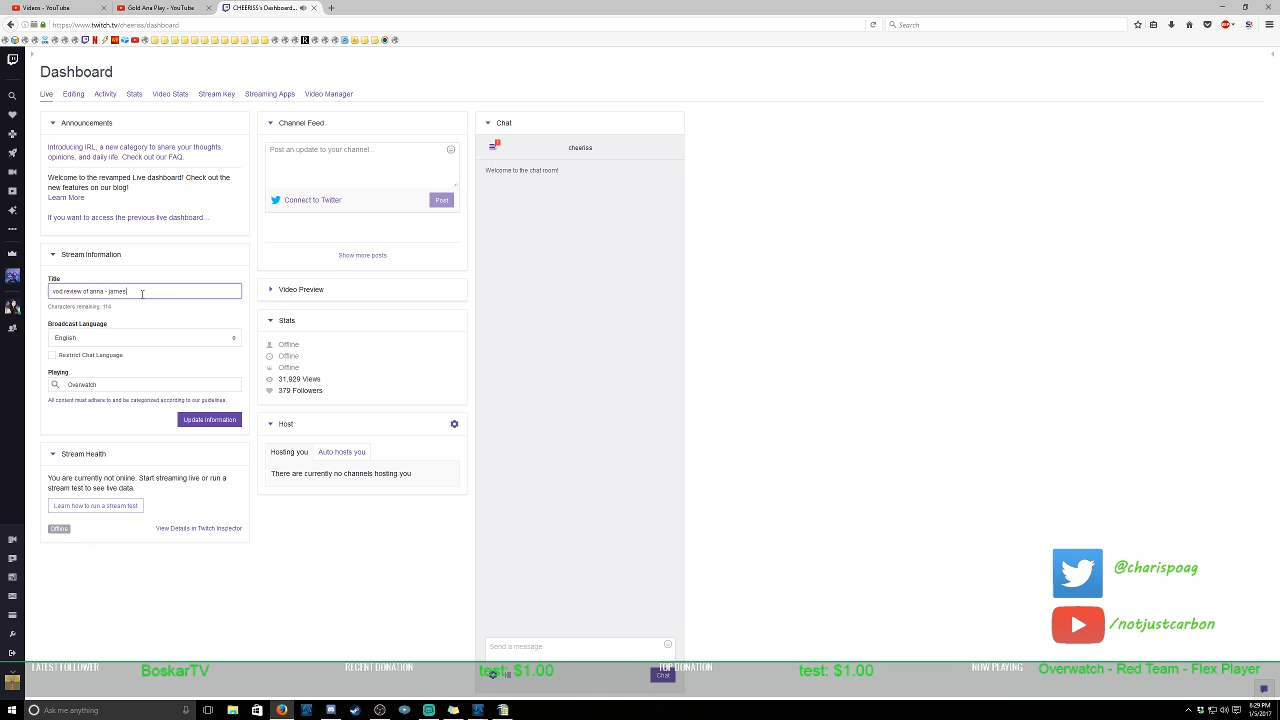 Videos - YouTube
Gold Ana Play - YouTube
CHEERISS's Dashboard...
https://www.twitch.tv/cheeriss/dashboard
Search
Dashboard
Live
Editing
Activity
Stats
Video Stats
Stream Key
Streaming Apps
Video Manager
Announcements
Introducing IRL, a new category to share your thoughts,
opinions, and daily life. Check out our FAQ.
Welcome to the revamped Live dashboard! Check out the
new features on our blog!
Learn More
If you want to access the previous live dashboard...
Stream Information
Title
vod review of anna - james
Characters remaining: 114
Broadcast Language
English
Restrict Chat Language
Playing
Overwatch
All content must adhere to and be categorized according to our guidelines.
Update Information
Stream Health
You are currently not online. Start streaming live or run a
stream test to see live data.
Learn how to run a stream test
Offline
View Details in Twitch Inspector
Channel Feed
Post an update to your channel...
Connect to Twitter
Post
Show more posts
Video Preview
Stats
Offline
Offline
Offline
31,929 Views
379 Followers
Host
Hosting you
Auto hosts you
There are currently no channels hosting you
Chat
cheeriss
Welcome to the chat room!
Send a message
Chat
@charispoag
/notjustcarbon
LATEST FOLLOWER
BoskarTV
RECENT DONATION
test: $1.00
TOP DONATION
test: $1.00
NOW PLAYING
Overwatch - Red Team - Flex Player
Ask me anything
6:29 PM
1/5/2017